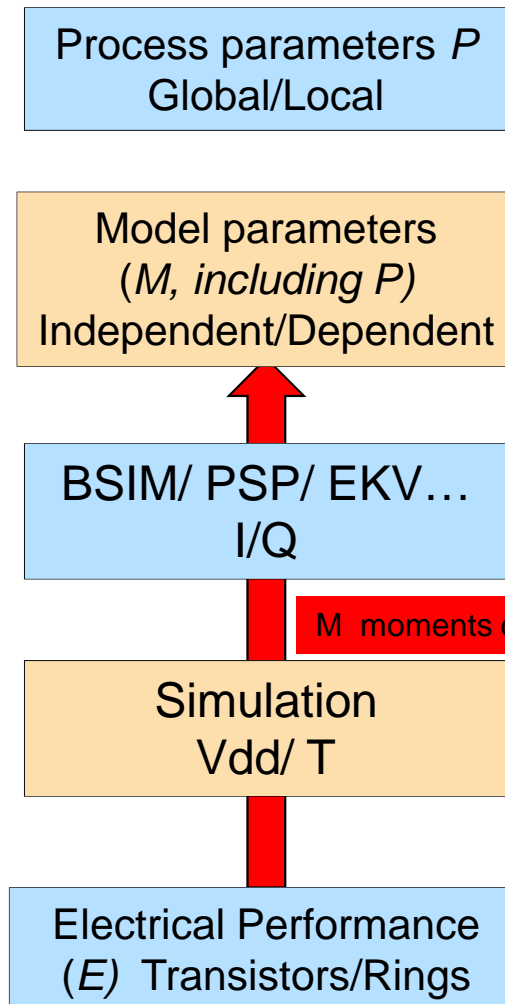 Process parameters P
Global/Local
Model parameters
(M, including P)
Independent/Dependent
BSIM/ PSP/ EKV…
I/Q
M moments
Simulation
Vdd/ T
Electrical Performance
(E) Transistors/Rings